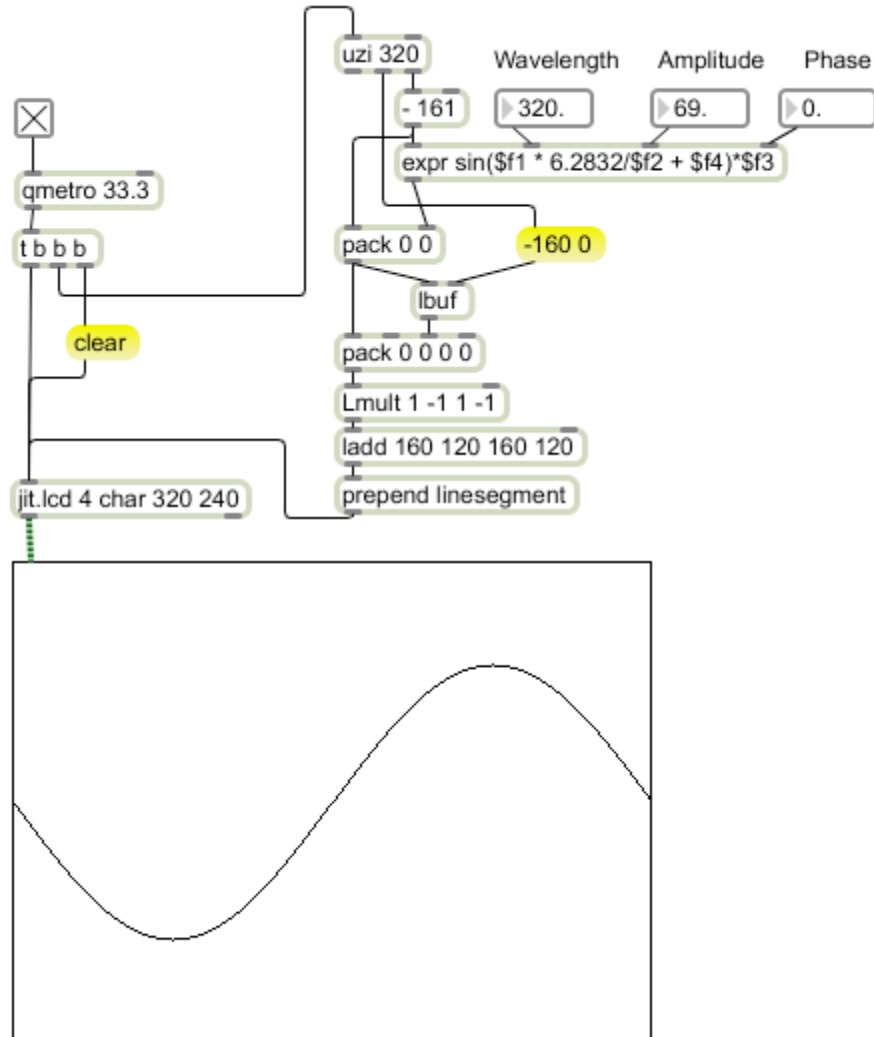 uzi 320
Wavelength Amplitude Phase
- 161
320. 69. 0.
expr sin($f1 * 6.2832/$f2 + $f4)*$f3
qmetro 33.3
t b b b
pack 0 0
-160 0
lbuf
clear
pack 0 0 0 0
Lmult 1 -1 1 -1
ladd 160 120 160 120
prepend linesegment
jit.lcd 4 char 320 240